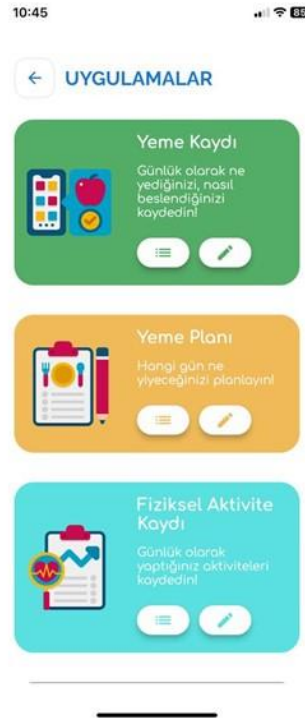 10:45
85
UYGULAMALAR
Yeme Kaydı
Günlük olarak ne
yediğinizi, nasıl
beslendiğinizi
kaydedin!
Yeme Planı
Hangi gün ne
yiyeceğinizi planlayın!
Fiziksel Aktivite
Kaydı
Günlük olarak
yaptığınız aktiviteleri
kaydedin!